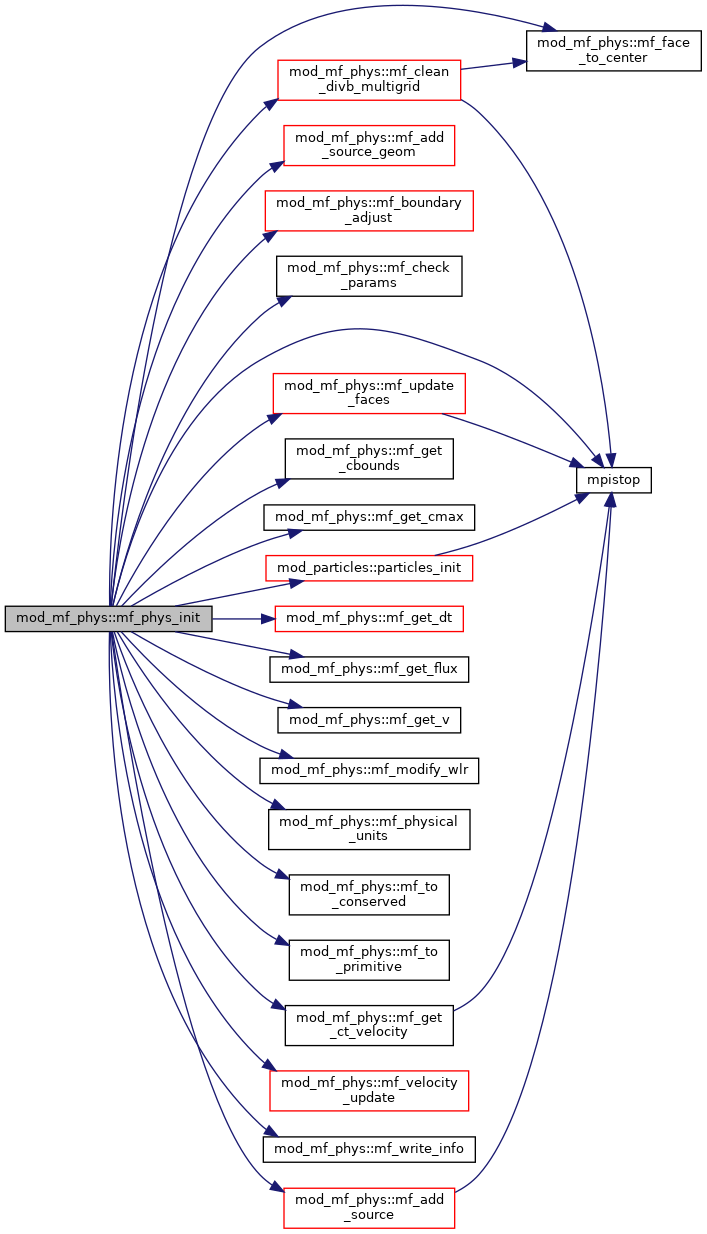 mod_mf_phys::mf_face
_to_center
mod_mf_phys::mf_clean
_divb_multigrid
mod_mf_phys::mf_add
_source_geom
mod_mf_phys::mf_boundary
_adjust
mod_mf_phys::mf_check
_params
mod_mf_phys::mf_update
_faces
mod_mf_phys::mf_get
_cbounds
mpistop
mod_mf_phys::mf_get_cmax
mod_particles::particles_init
mod_mf_phys::mf_phys_init
mod_mf_phys::mf_get_dt
mod_mf_phys::mf_get_flux
mod_mf_phys::mf_get_v
mod_mf_phys::mf_modify_wlr
mod_mf_phys::mf_physical
_units
mod_mf_phys::mf_to
_conserved
mod_mf_phys::mf_to
_primitive
mod_mf_phys::mf_get
_ct_velocity
mod_mf_phys::mf_velocity
_update
mod_mf_phys::mf_write_info
mod_mf_phys::mf_add
_source